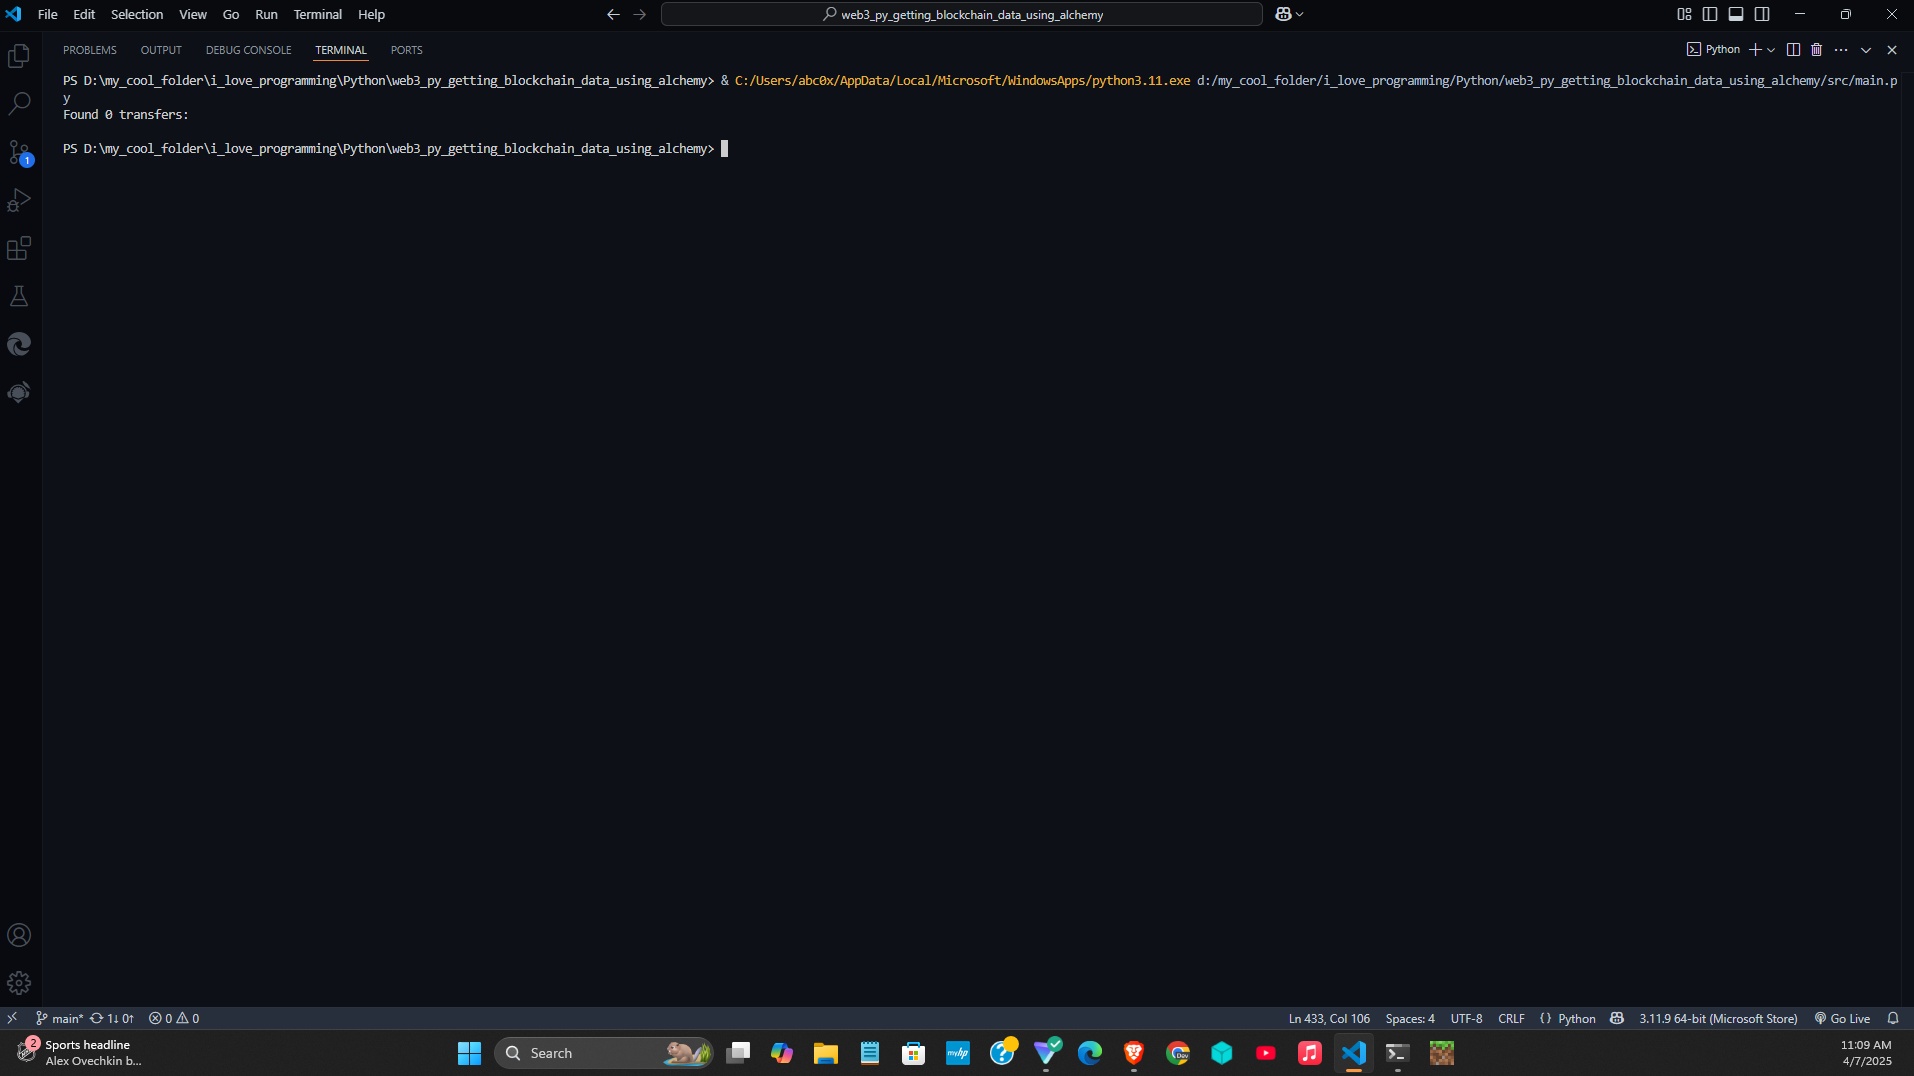 File Edit Selection View Go Run Terminal Help
web3_py_getting_blockchain_data_using_alchemy
PROBLEMS OUTPUT DEBUG CONSOLE TERMINAL PORTS
Python
PS D:\my_cool_folder\i_love_programming\Python\web3_py_getting_blockchain_data_using_alchemy> & C:/Users/abc0x/AppData/Local/Microsoft/WindowsApps/python3.11.exe d:/my_cool_folder/i_love_programming/Python/web3_py_getting_blockchain_data_using_alchemy/src/main.p
y
Found 0 transfers:
PS D:\my_cool_folder\i_love_programming\Python\web3_py_getting_blockchain_data_using_alchemy>
1
main* 1↓ 0↑ 0 0
Ln 433, Col 106 Spaces: 4 UTF-8 CRLF {} Python 3.11.9 64-bit (Microsoft Store) Go Live
2
Sports headline
Alex Ovechkin b...
Search
myhp
Dev
11:09 AM
4/7/2025